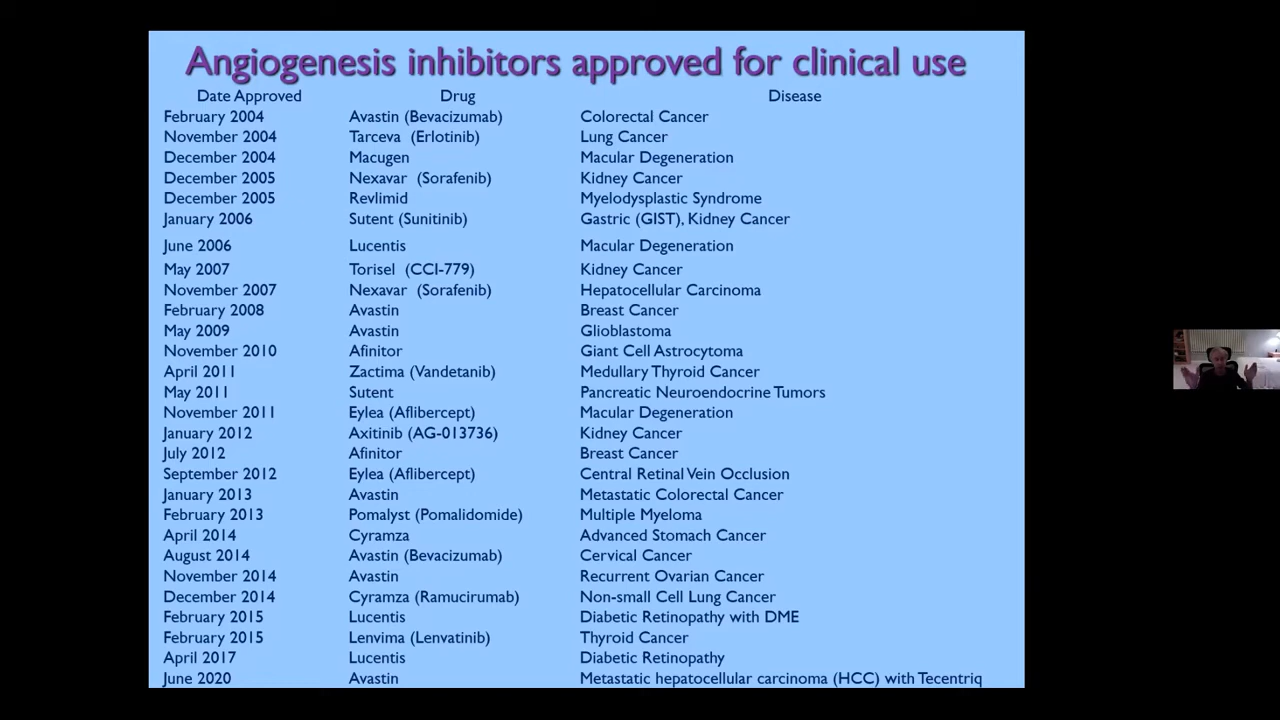 Angiogenesis inhibitors approved for clinical use
Date Approved Drug Disease
February 2004 Avastin (Bevacizumab) Colorectal Cancer
November 2004 Tarceva (Erlotinib) Lung Cancer
December 2004 Macugen Macular Degeneration
December 2005 Nexavar (Sorafenib) Kidney Cancer
December 2005 Revlimid Myelodysplastic Syndrome
January 2006 Sutent (Sunitinib) Gastric (GIST), Kidney Cancer
June 2006 Lucentis Macular Degeneration
May 2007 Torisel (CCI-779) Kidney Cancer
November 2007 Nexavar (Sorafenib) Hepatocellular Carcinoma
February 2008 Avastin Breast Cancer
May 2009 Avastin Glioblastoma
November 2010 Afinitor Giant Cell Astrocytoma
April 2011 Zactima (Vandetanib) Medullary Thyroid Cancer
May 2011 Sutent Pancreatic Neuroendocrine Tumors
November 2011 Eylea (Aflibercept) Macular Degeneration
January 2012 Axitinib (AG-013736) Kidney Cancer
July 2012 Afinitor Breast Cancer
September 2012 Eylea (Aflibercept) Central Retinal Vein Occlusion
January 2013 Avastin Metastatic Colorectal Cancer
February 2013 Pomalyst (Pomalidomide) Multiple Myeloma
April 2014 Cyramza Advanced Stomach Cancer
August 2014 Avastin (Bevacizumab) Cervical Cancer
November 2014 Avastin Recurrent Ovarian Cancer
December 2014 Cyramza (Ramucirumab) Non-small Cell Lung Cancer
February 2015 Lucentis Diabetic Retinopathy with DME
February 2015 Lenvima (Lenvatinib) Thyroid Cancer
April 2017 Lucentis Diabetic Retinopathy
June 2020 Avastin Metastatic hepatocellular carcinoma (HCC) with Tecentriq